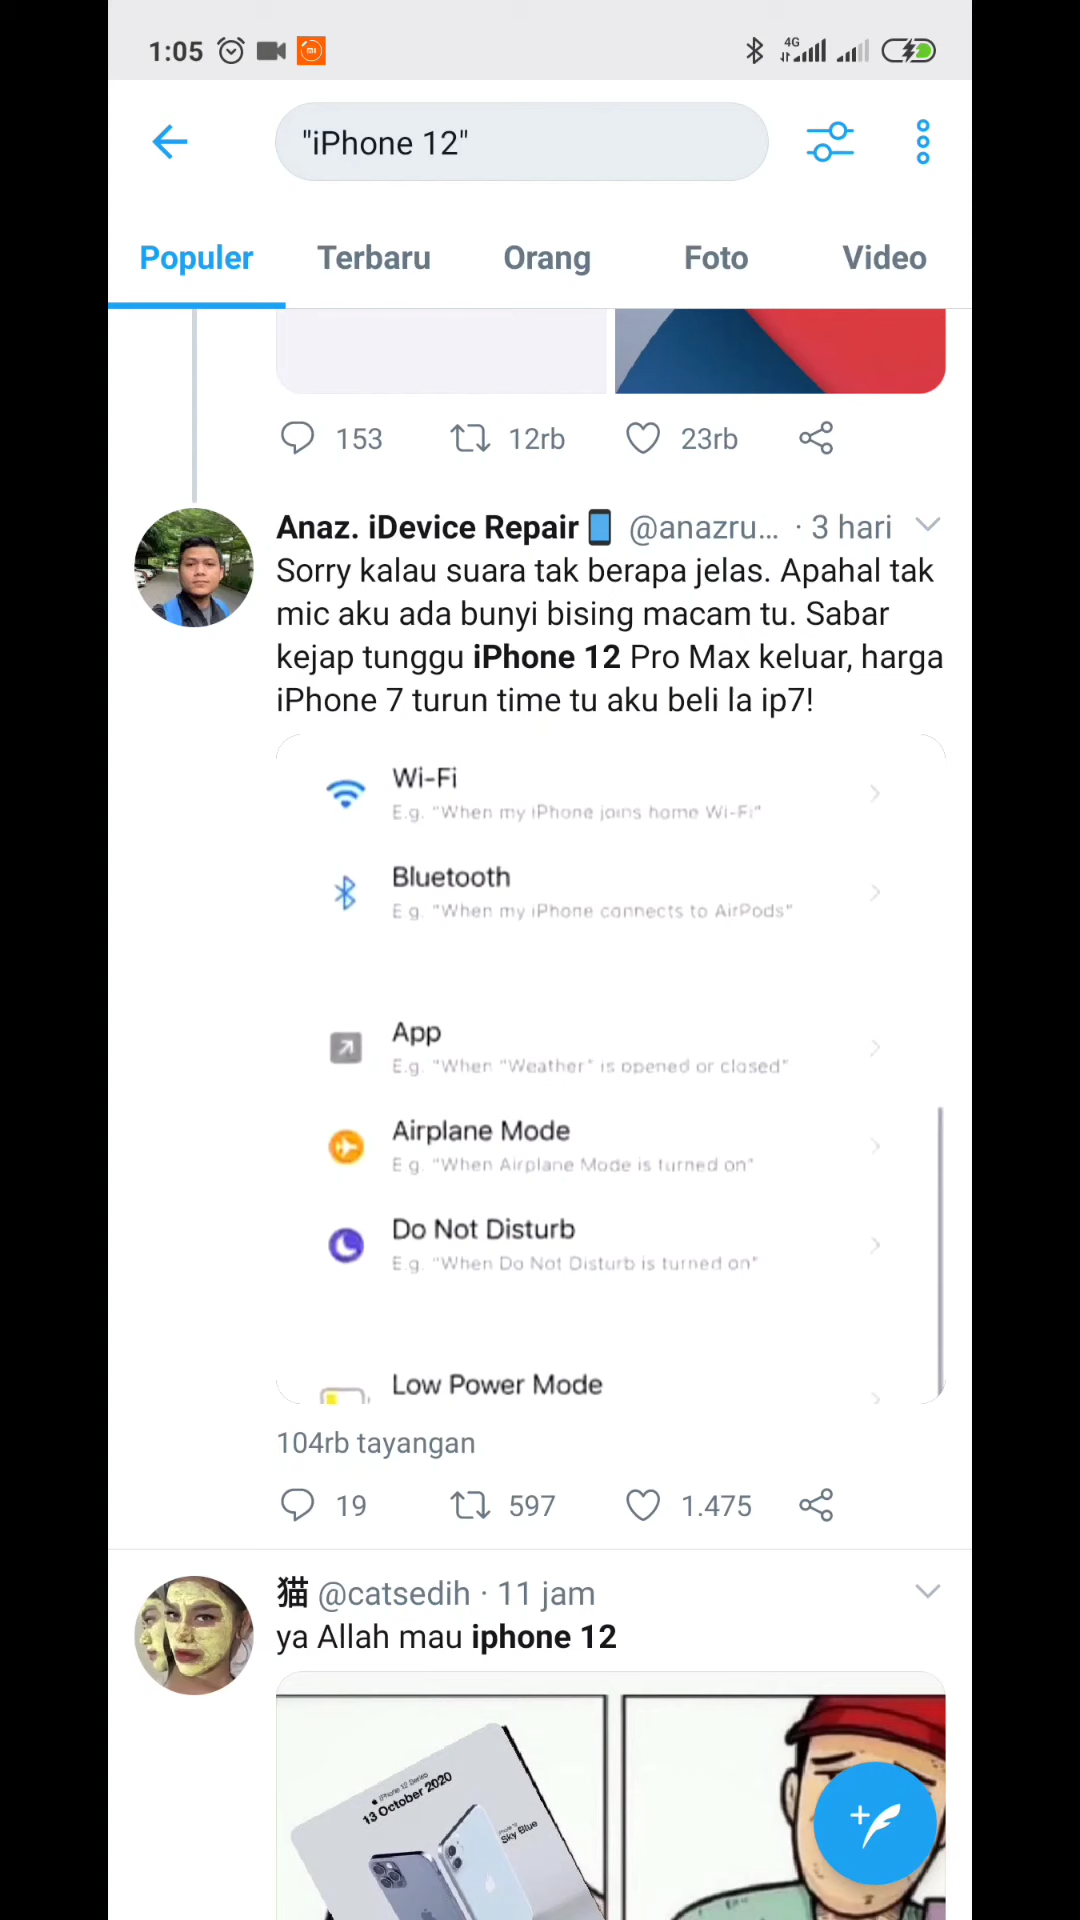 1:05
4G
"iPhone 12"
Populer Terbaru Orang Foto Video
153 12rb 23rb
Anaz. iDevice Repair @anazru... · 3 hari
Sorry kalau suara tak berapa jelas. Apahal tak
mic aku ada bunyi bising macam tu. Sabar
kejap tunggu iPhone 12 Pro Max keluar, harga
iPhone 7 turun time tu aku beli la ip7!
Wi-Fi
E.g. "When my iPhone joins home Wi-Fi"
Bluetooth
E.g. "When my iPhone connects to AirPods"
App
E.g. "When "Weather" is opened or closed"
Airplane Mode
E.g. "When Airplane Mode is turned on"
Do Not Disturb
E.g. "When Do Not Disturb is turned on"
Low Power Mode
104rb tayangan
19 597 1.475
猫 @catsedih · 11 jam
ya Allah mau iphone 12
iPhone 12 Series
13 October 2020
Sky Blue